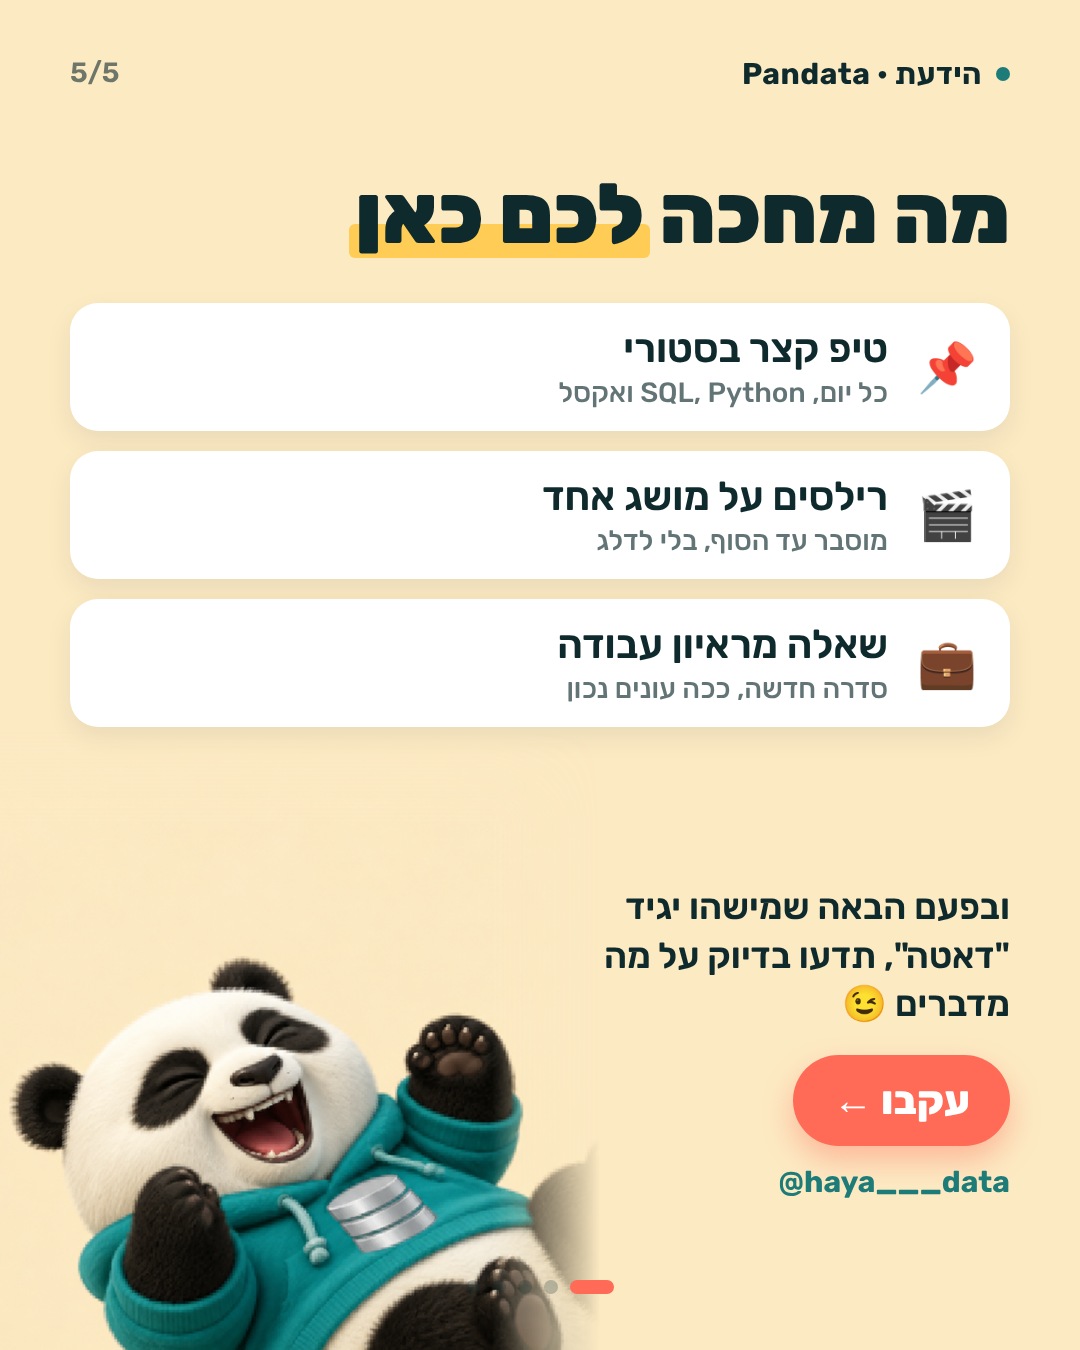 הידעת • Pandata
5/5
מה מחכה לכם כאן
טיפ קצר בסטורי
כל יום, SQL, Python ואקסל
רילסים על מושג אחד
מוסבר עד הסוף, בלי לדלג
שאלה מראיון עבודה
סדרה חדשה, ככה עונים נכון
ובפעם הבאה שמישהו יגיד
"דאטה", תדעו בדיוק על מה
מדברים 😉
עקבו ←
@haya___data